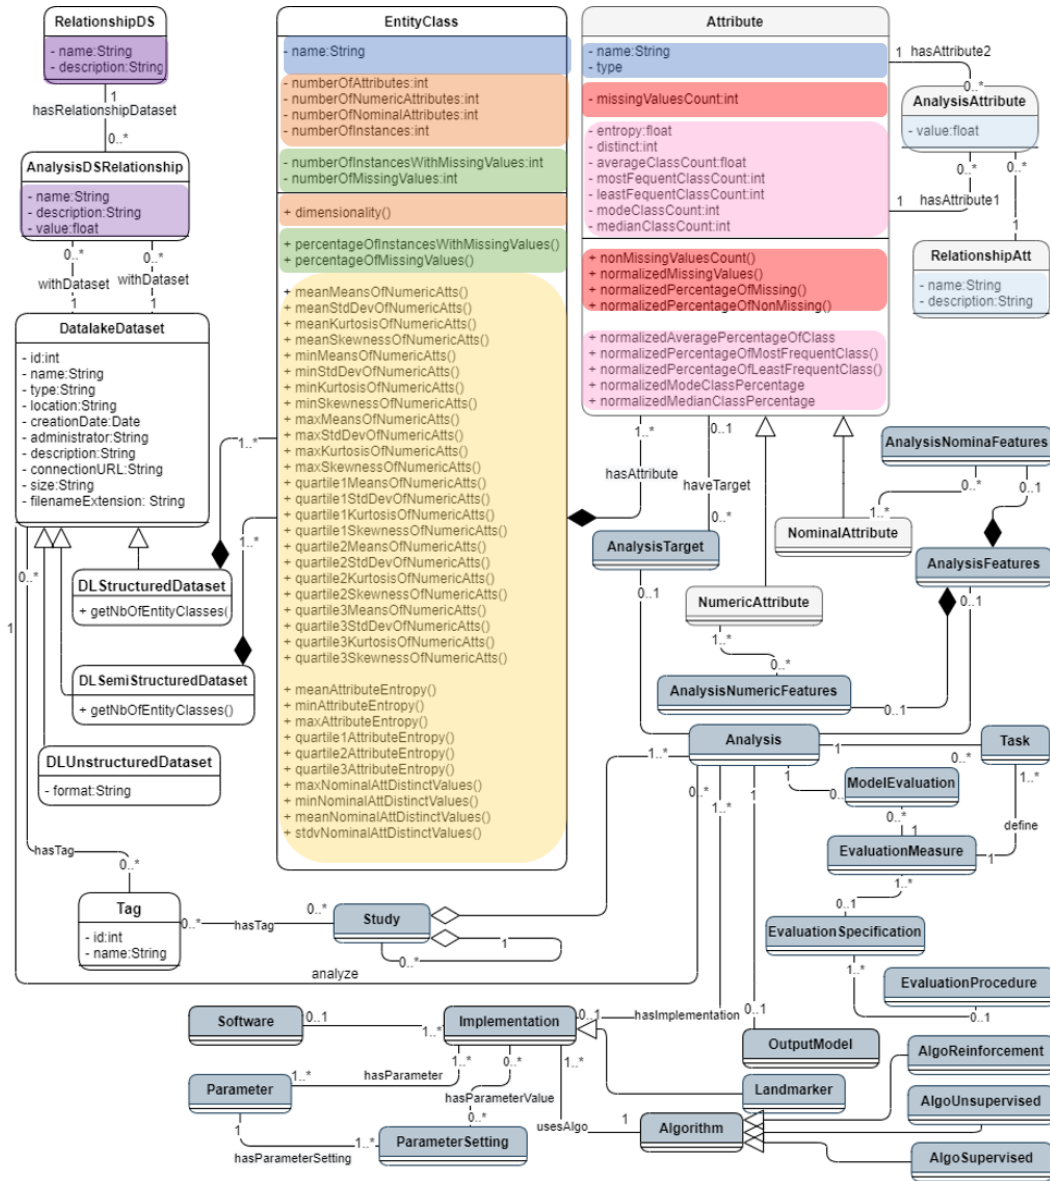 RelationshipDS
- name:String
- description:String
1
hasRelationshipDataset
0..*
AnalysisDSRelationship
- name:String
- description:String
- value:float
0..*
0..*
withDataset
withDataset
1
1
DatalakeDataset
- id:int
- name:String
- type:String
- location:String
- creationDate:Date
- administrator:String
- description:String
- connectionURL:String
- size:String
- filenameExtension: String
1..*
1..*
0..*
1
DLStructuredDataset
+ getNbOfEntityClasses()
DLSemiStructuredDataset
+ getNbOfEntityClasses()
DLUnstructuredDataset
- format:String
hasTag
0..*
Tag
- id:int
- name:String
0..*
hasTag
0..*
Study
1
0..*
analyze
EntityClass
- name:String
- numberOfAttributes:int
- numberOfNumericAttributes:int
- numberOfNominalAttributes:int
- numberOfInstances:int
- numberOfInstancesWithMissingValues:int
- numberOfMissingValues:int
+ dimensionality()
+ percentageOfInstancesWithMissingValues()
+ percentageOfMissingValues()
+ meanMeansOfNumericAtts()
+ meanStdDevOfNumericAtts()
+ meanKurtosisOfNumericAtts()
+ meanSkewnessOfNumericAtts()
+ minMeansOfNumericAtts()
+ minStdDevOfNumericAtts()
+ minKurtosisOfNumericAtts()
+ minSkewnessOfNumericAtts()
+ maxMeansOfNumericAtts()
+ maxStdDevOfNumericAtts()
+ maxKurtosisOfNumericAtts()
+ maxSkewnessOfNumericAtts()
+ quartile1MeansOfNumericAtts()
+ quartile1StdDevOfNumericAtts()
+ quartile1KurtosisOfNumericAtts()
+ quartile1SkewnessOfNumericAtts()
+ quartile2MeansOfNumericAtts()
+ quartile2StdDevOfNumericAtts()
+ quartile2KurtosisOfNumericAtts()
+ quartile2SkewnessOfNumericAtts()
+ quartile3MeansOfNumericAtts()
+ quartile3StdDevOfNumericAtts()
+ quartile3KurtosisOfNumericAtts()
+ quartile3SkewnessOfNumericAtts()
+ meanAttributeEntropy()
+ minAttributeEntropy()
+ maxAttributeEntropy()
+ quartile1AttributeEntropy()
+ quartile2AttributeEntropy()
+ quartile3AttributeEntropy()
+ maxNominalAttDistinctValues()
+ minNominalAttDistinctValues()
+ meanNominalAttDistinctValues()
+ stdvNominalAttDistinctValues()
Attribute
- name:String
- type
- missingValuesCount:int
- entropy:float
- distinct:int
- averageClassCount:float
- mostFequentClassCount:int
- leastFequentClassCount:int
- modeClassCount:int
- medianClassCount:int
+ nonMissingValuesCount()
+ normalizedMissingValues()
+ normalizedPercentageOfMissing()
+ normalizedPercentageOfNonMissing()
+ normalizedAveragePercentageOfClass
+ normalizedPercentageOfMostFrequentClass()
+ normalizedPercentageOfLeastFrequentClass()
+ normalizedModeClassPercentage
+ normalizedMedianClassPercentage
1
hasAttribute2
0..*
AnalysisAttribute
- value:float
0..*
0..*
1
hasAttribute1
1
RelationshipAtt
- name:String
- description:String
1..*
0..1
hasAttribute
haveTarget
0..*
AnalysisTarget
0..1
AnalysisNominaFeatures
0..*
0..1
1..*
NominalAttribute
AnalysisFeatures
0..1
NumericAttribute
1..*
0..*
AnalysisNumericFeatures
0..1
Analysis
1..*
1
0..*
Task
1
0..
ModelEvaluation
1..*
0..*
1
define
EvaluationMeasure
1
1..*
0..1
EvaluationSpecification
1..*
0..1
EvaluationProcedure
0..*
1..*
1
hasImplementation
0..1
OutputModel
Software
0..1
1..*
Implementation
0..1
1..*
0..*
1..*
Parameter
1..*
hasParameter
hasParameterValue
0..*
1
1..*
hasParameterSetting
ParameterSetting
usesAlgo
1
Algorithm
Landmarker
AlgoReinforcement
AlgoUnsupervised
AlgoSupervised